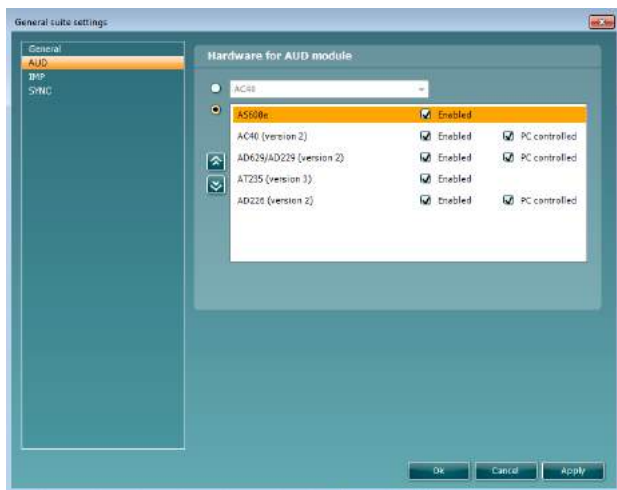 General suite settings
General
AUD
IMP
SYNC
Hardware for AUD module
AC40
AS608e Enabled
AC40 (version 2) Enabled PC controlled
AD629/AD229 (version 2) Enabled PC controlled
AT235 (version 3) Enabled
AD226 (version 2) Enabled PC controlled
Ok Cancel Apply